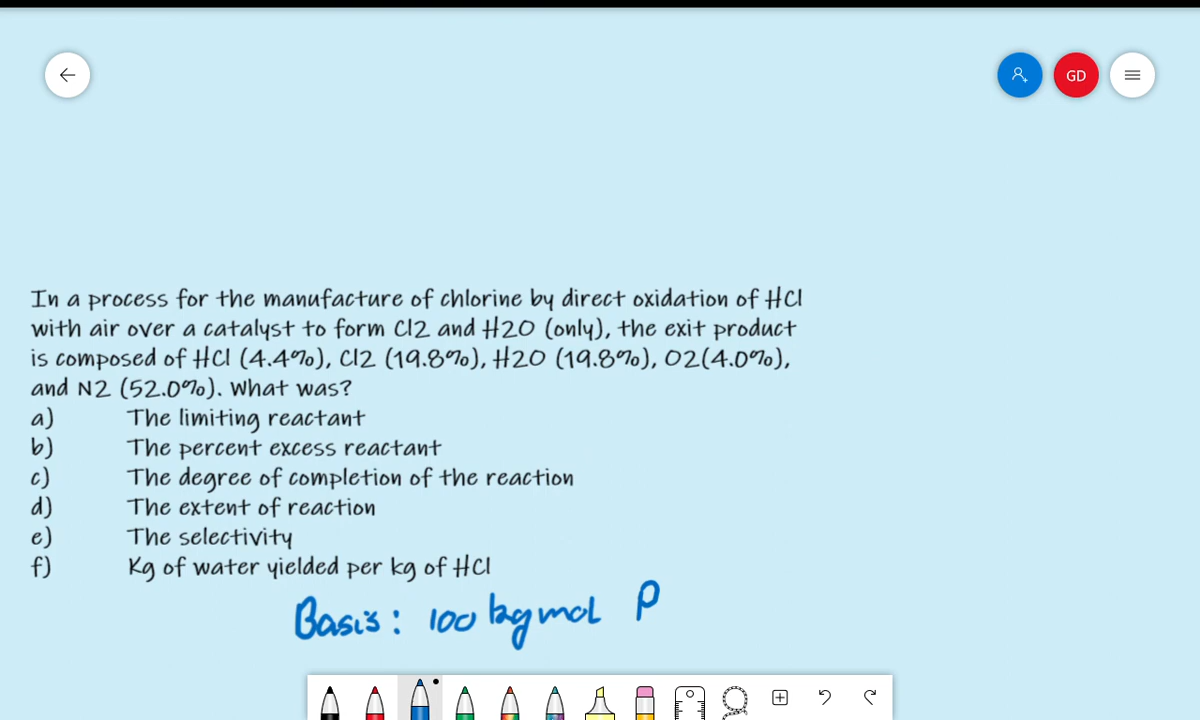 GD
In a process for the manufacture of chlorine by direct oxidation of HCl
with air over a catalyst to form Cl2 and H2O (only), the exit product
is composed of HCl (4.4%), Cl2 (19.8%), H2O (19.8%), O2(4.0%),
and N2 (52.0%). What was?
a) The limiting reactant
b) The percent excess reactant
c) The degree of completion of the reaction
d) The extent of reaction
e) The selectivity
f) Kg of water yielded per kg of HCl
Basis: 100 kg mol P